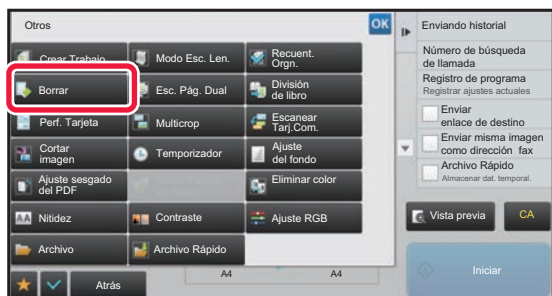 Otros
OK
Crear Trabajo
Modo Esc. Len.
Recuent.
Orgn.
Borrar
Esc. Pág. Dual
División
de libro
Perf. Tarjeta
Multicrop
Escanear
Tarj.Com.
Cortar
imagen
Temporizador
Ajuste
del fondo
Ajuste sesgado
del PDF
Eliminar color
AA Nitidez
Contraste
Ajuste RGB
Archivo
Archivo Rápido
Atrás
A4
A4
Enviando historial
Número de búsqueda
de llamada
Registro de programa
Registrar ajustes actuales
Enviar
enlace de destino
Enviar misma imagen
como dirección fax
Archivo Rápido
Almacenar dat. temporal.
Vista previa
CA
Iniciar